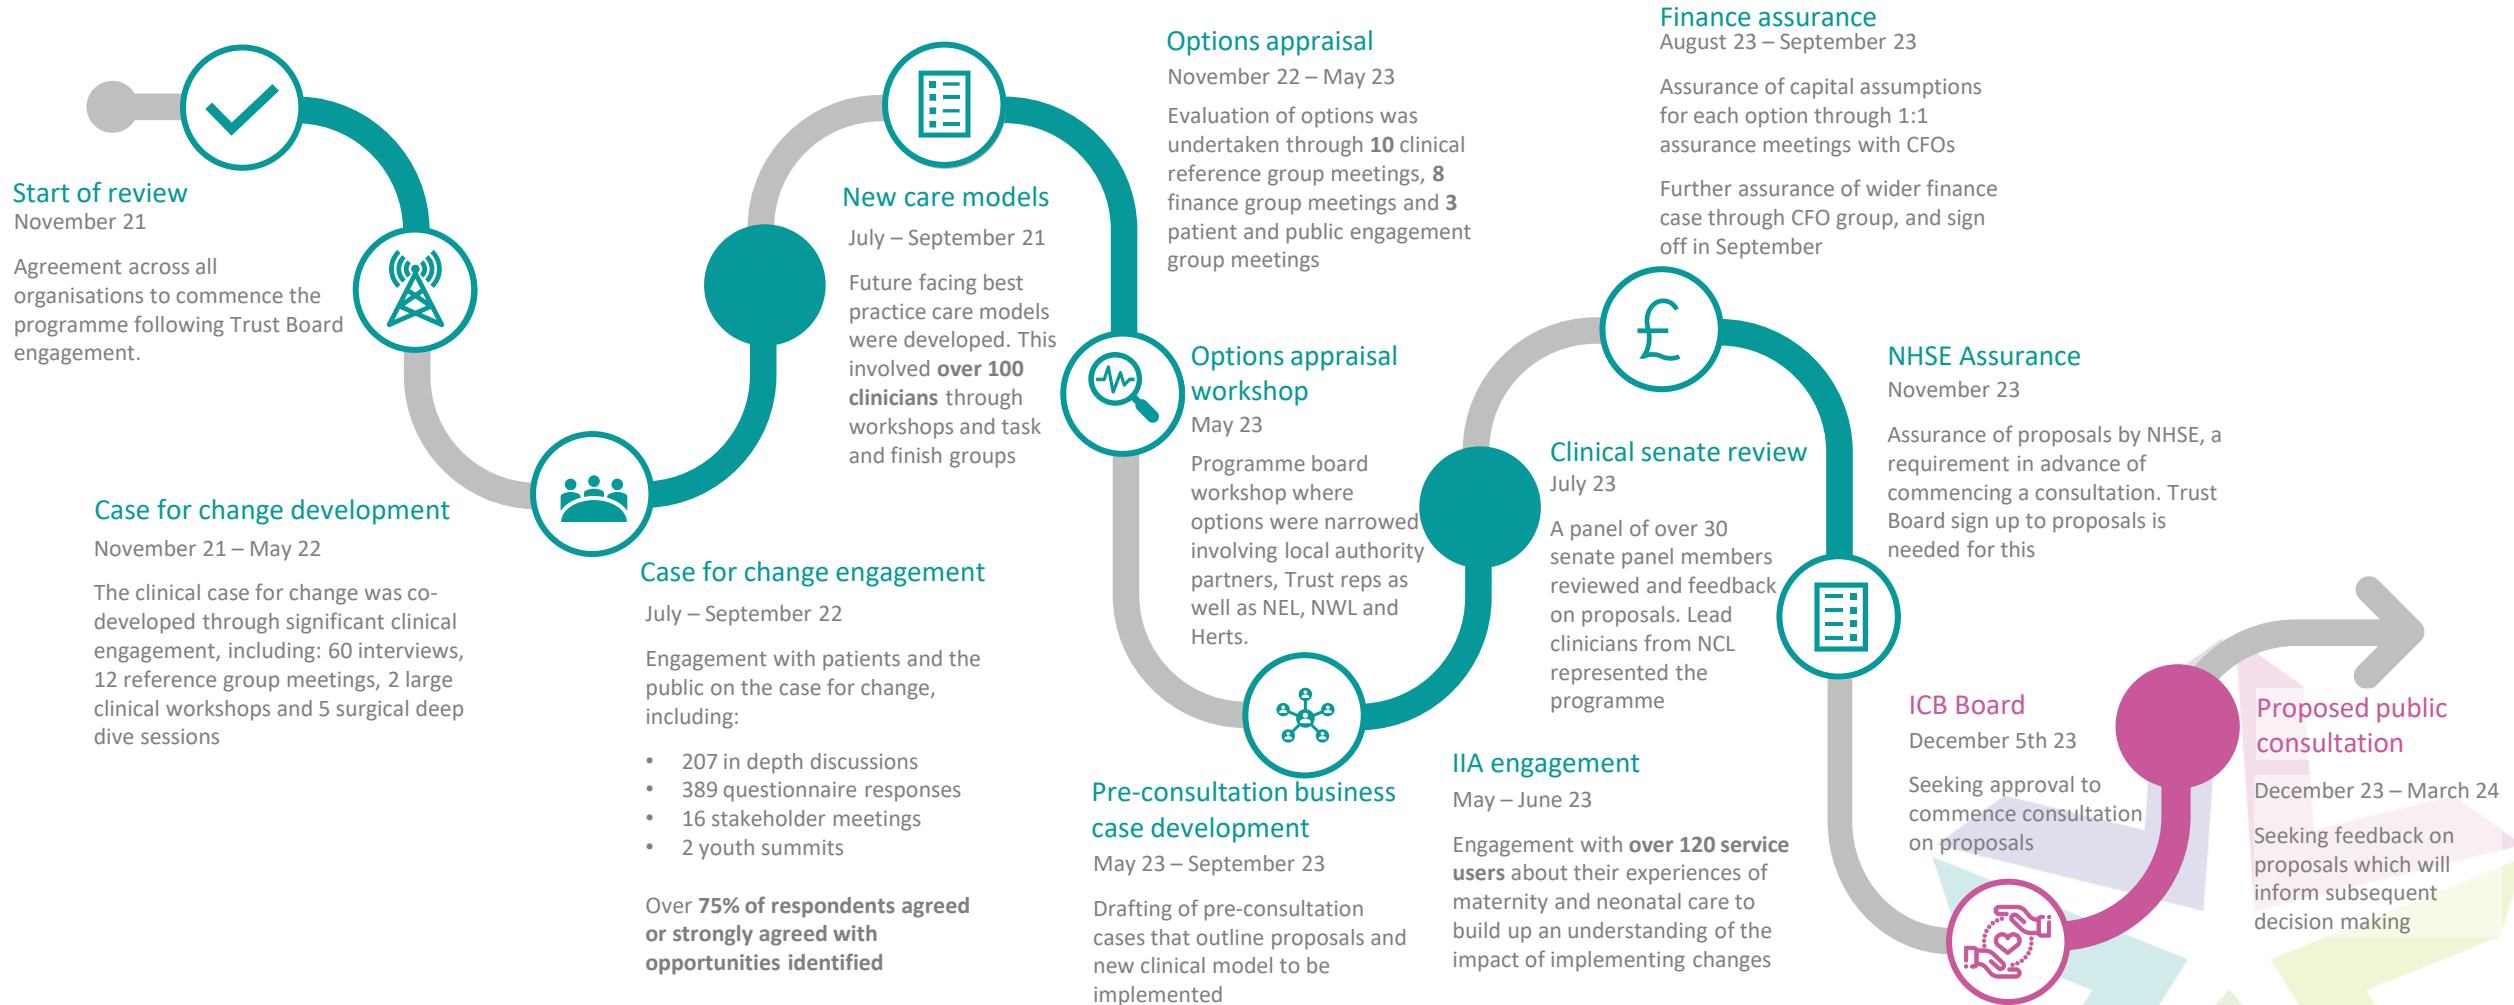 Start of review
November 21
Agreement across all
organisations to commence the
programme following Trust Board
engagement.
Case for change development
November 21 – May 22
The clinical case for change was co-
developed through significant clinical
engagement, including: 60 interviews,
12 reference group meetings, 2 large
clinical workshops and 5 surgical deep
dive sessions
Case for change engagement
July – September 22
Engagement with patients and the
public on the case for change,
including:
• 207 in depth discussions
• 389 questionnaire responses
• 16 stakeholder meetings
• 2 youth summits
Over 75% of respondents agreed
or strongly agreed with
opportunities identified
New care models
July – September 21
Future facing best
practice care models
were developed. This
involved over 100
clinicians through
workshops and task
and finish groups
Options appraisal
November 22 – May 23
Evaluation of options was
undertaken through 10 clinical
reference group meetings, 8
finance group meetings and 3
patient and public engagement
group meetings
Options appraisal
workshop
May 23
Programme board
workshop where
options were narrowed
involving local authority
partners, Trust reps as
well as NEL, NWL and
Herts.
Pre-consultation business
case development
May 23 – September 23
Drafting of pre-consultation
cases that outline proposals and
new clinical model to be
implemented
IIA engagement
May – June 23
Engagement with over 120 service
users about their experiences of
maternity and neonatal care to
build up an understanding of the
impact of implementing changes
Clinical senate review
July 23
A panel of over 30
senate panel members
reviewed and feedback
on proposals. Lead
clinicians from NCL
represented the
programme
Finance assurance
August 23 – September 23
Assurance of capital assumptions
for each option through 1:1
assurance meetings with CFOs
Further assurance of wider finance
case through CFO group, and sign
off in September
£
NHSE Assurance
November 23
Assurance of proposals by NHSE, a
requirement in advance of
commencing a consultation. Trust
Board sign up to proposals is
needed for this
ICB Board
December 5th 23
Seeking approval to
commence consultation
on proposals
Proposed public
consultation
December 23 – March 24
Seeking feedback on
proposals which will
inform subsequent
decision making